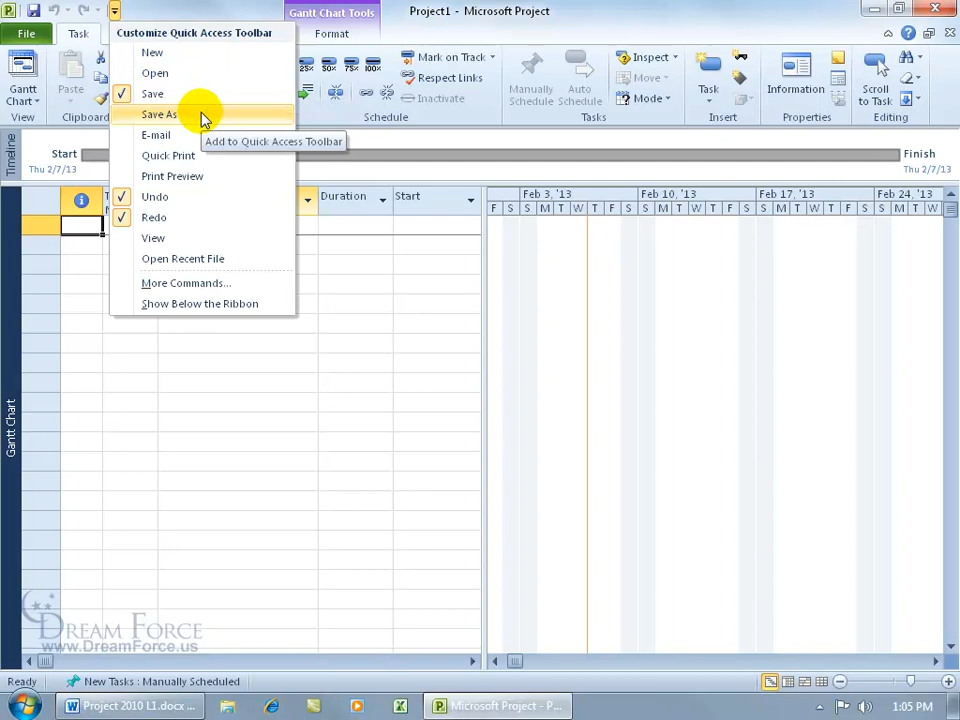 Gantt Chart Tools
Project1 - Microsoft Project
File
Task
Format
Customize Quick Access Toolbar
New
Open
Save
Save As
Add to Quick Access Toolbar
E-mail
Quick Print
Print Preview
Undo
Redo
View
Open Recent File
More Commands...
Show Below the Ribbon
Gantt
Chart
View
Paste
Clipboard
25% 50% 75% 100%
Mark on Track
Respect Links
Inactivate
Schedule
Manually
Schedule
Auto
Schedule
Inspect
Move
Mode
Tasks
Task
Insert
Information
Properties
Scroll
to Task
Editing
Timeline
Start
Thu 2/7/13
Finish
Thu 2/7/13
Duration
Start
Feb 3, '13
Feb 10, '13
Feb 17, '13
Feb 24, '13
F S S M T W T F S S M T W T F S S M T W T F S S M T W
Gantt Chart
DREAM FORCE
www.DreamForce.us
Ready
New Tasks : Manually Scheduled
Project 2010 L1.docx ...
Microsoft Project - P...
1:05 PM